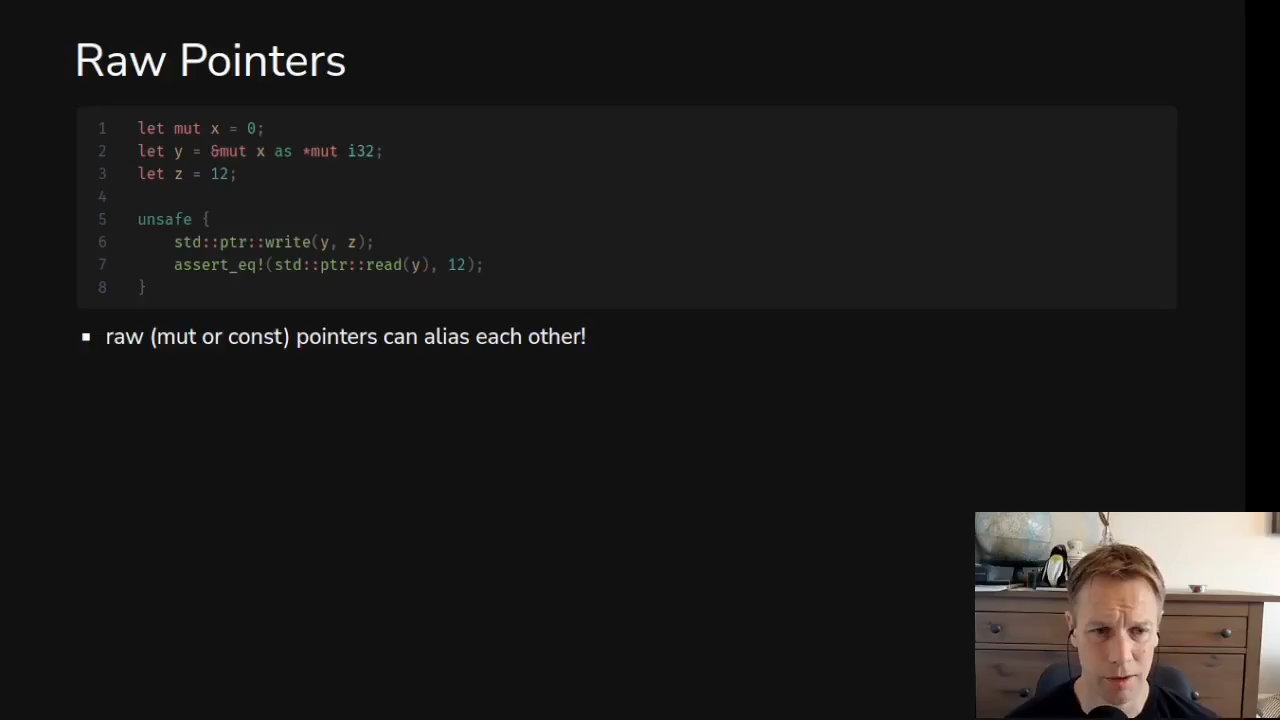 Raw Pointers
1 let mut x = 0;
2 let y = &mut x as *mut i32;
3 let z = 12;
4
5 unsafe {
6 std::ptr::write(y, z);
7 assert_eq!(std::ptr::read(y), 12);
8 }
▪ raw (mut or const) pointers can alias each other!